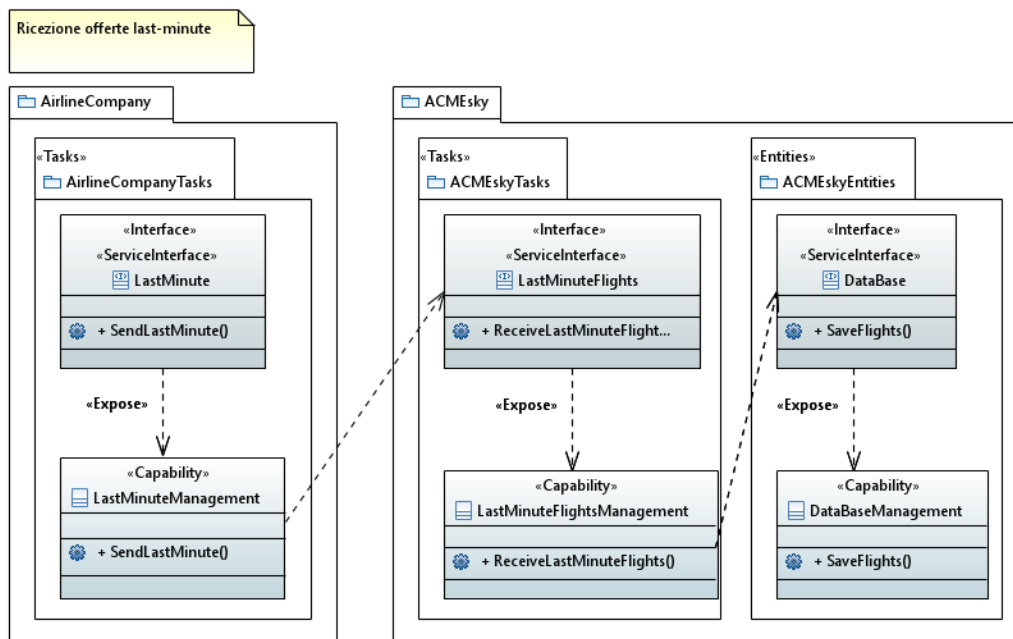 Ricezione offerte last-minute
AirlineCompany
«Tasks»
AirlineCompanyTasks
«Interface»
«ServiceInterface»
LastMinute
+ SendLastMinute()
«Expose»
«Capability»
LastMinuteManagement
+ SendLastMinute()
ACMEsky
«Tasks»
ACMEskyTasks
«Interface»
«ServiceInterface»
LastMinuteFlights
+ ReceiveLastMinuteFlight...
«Expose»
«Capability»
LastMinuteFlightsManagement
+ ReceiveLastMinuteFlights()
«Entities»
ACMEskyEntities
«Interface»
«ServiceInterface»
DataBase
+ SaveFlights()
«Expose»
«Capability»
DataBaseManagement
+ SaveFlights()